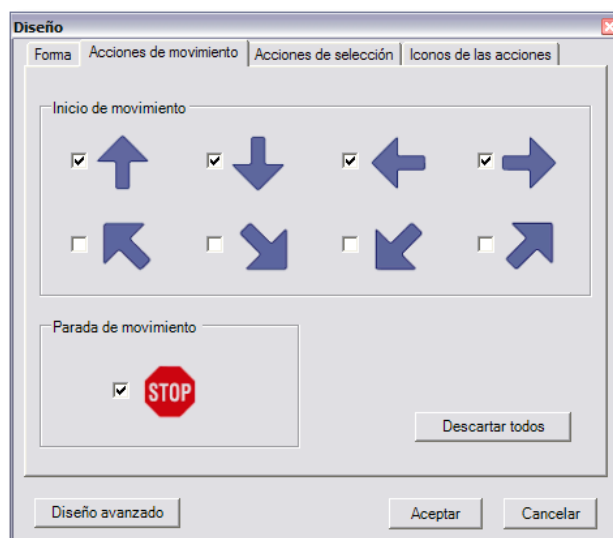 Diseño
Forma Acciones de movimiento Acciones de selección Iconos de las acciones
Inicio de movimiento
Parada de movimiento
STOP
Descartar todos
Diseño avanzado Aceptar Cancelar